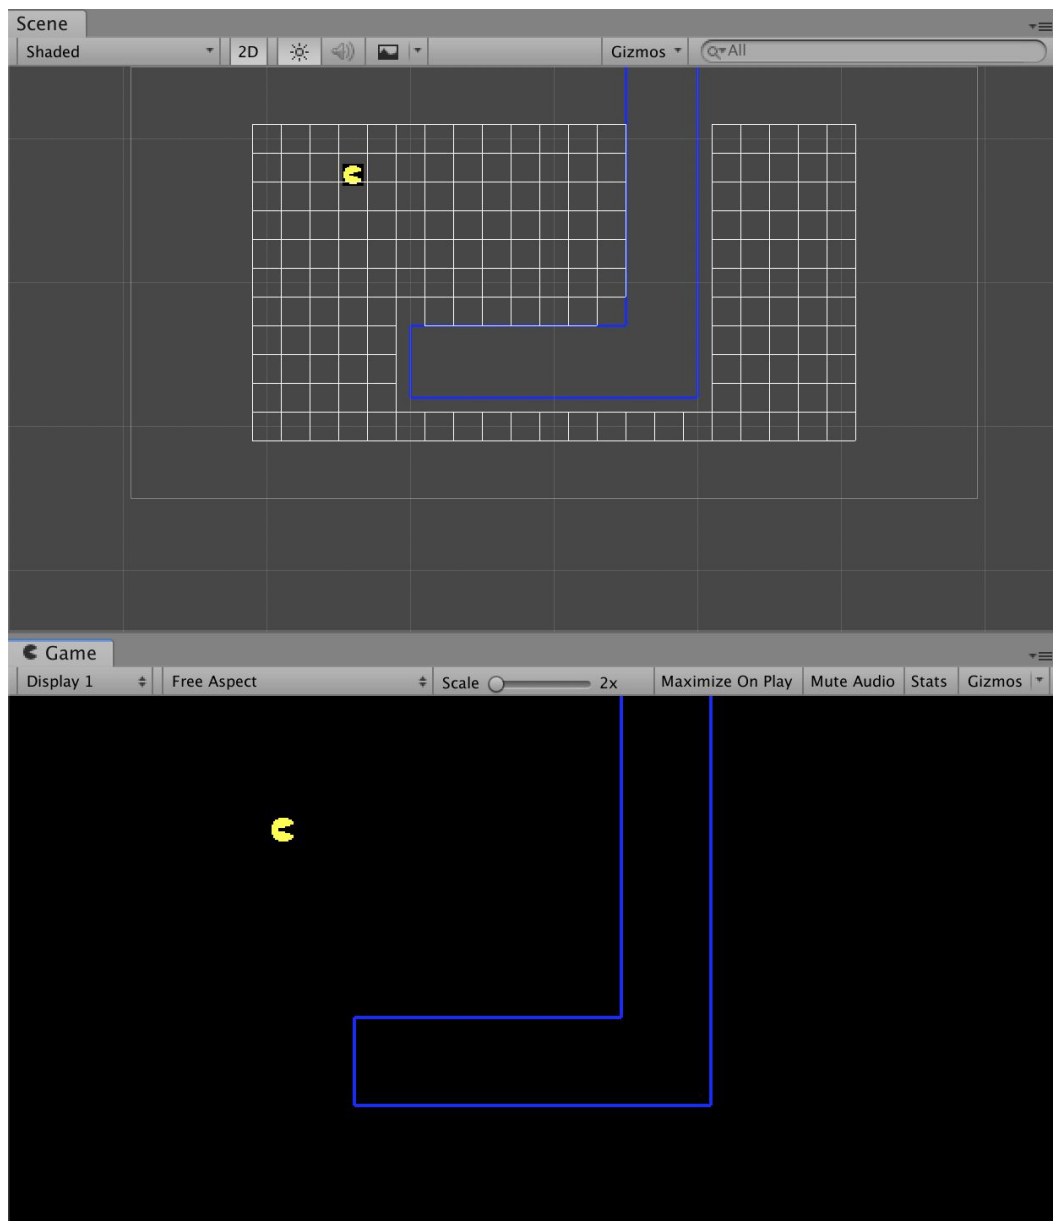 Scene
Shaded 2D Gizmos All
Game
Display 1 Free Aspect Scale 2x Maximize On Play Mute Audio Stats Gizmos